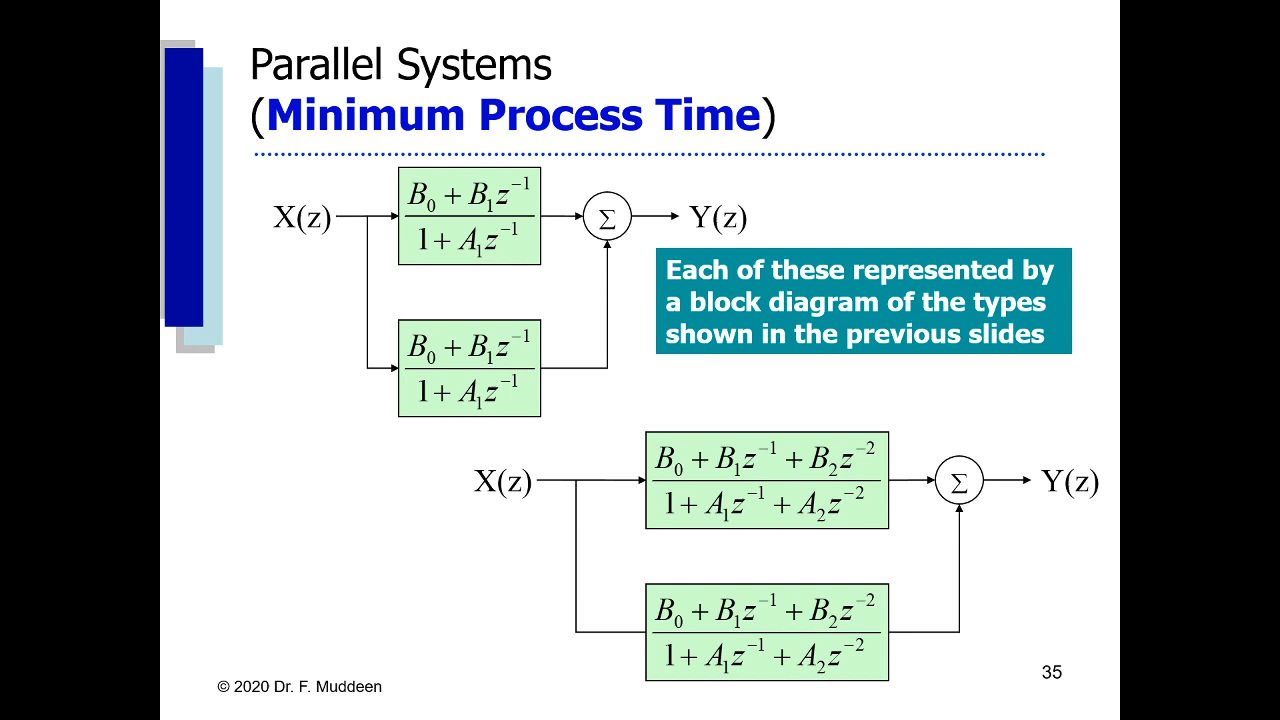 Parallel Systems
(Minimum Process Time)
X(z)
B₀ + B₁z⁻¹
1 + A₁z⁻¹
Σ
Y(z)
Each of these represented by
a block diagram of the types
shown in the previous slides
B₀ + B₁z⁻¹
1 + A₁z⁻¹
X(z)
B₀ + B₁z⁻¹ + B₂z⁻²
1 + A₁z⁻¹ + A₂z⁻²
Σ
Y(z)
B₀ + B₁z⁻¹ + B₂z⁻²
1 + A₁z⁻¹ + A₂z⁻²
© 2020 Dr. F. Muddeen
35